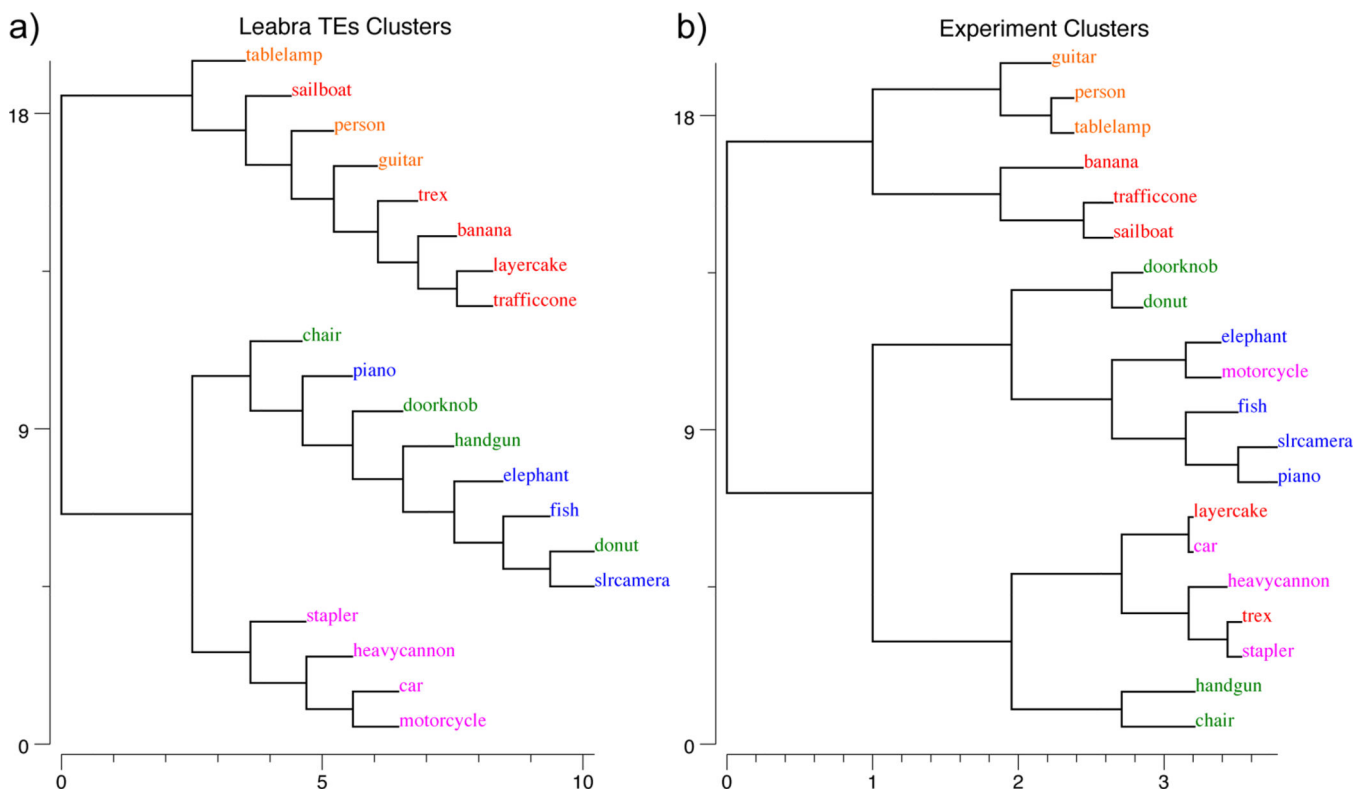 a)
Leabra TEs Clusters
tablelamp
sailboat
18
person
guitar
trex
banana
layercake
trafficcone
chair
piano
doorknob
9
handgun
elephant
fish
donut
slrcamera
stapler
heavycannon
car
motorcycle
0
0 5 10
b)
Experiment Clusters
guitar
person
18
tablelamp
banana
trafficcone
sailboat
doorknob
donut
elephant
motorcycle
fish
9
slrcamera
piano
layercake
car
heavycannon
trex
stapler
handgun
chair
0
0 1 2 3